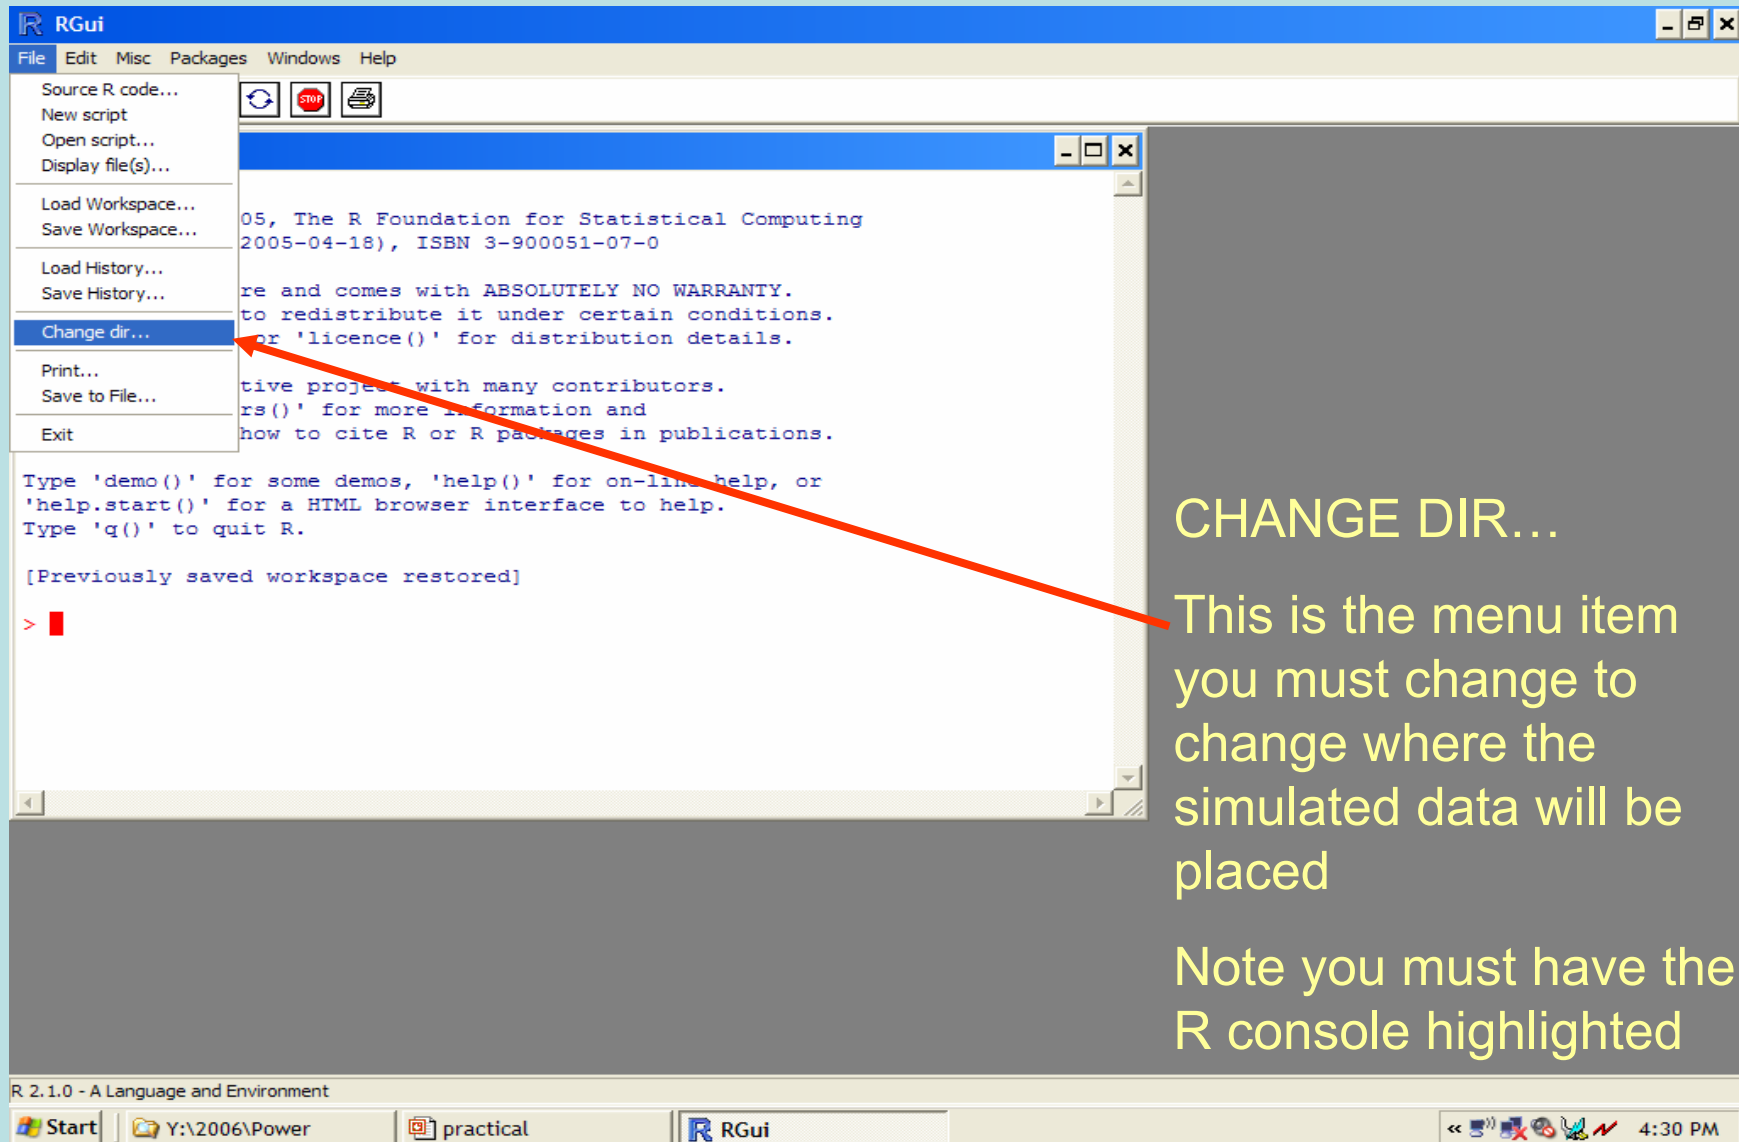 RGui
File Edit Misc Packages Windows Help
Source R code...
New script
Open script...
Display file(s)...
Load Workspace...
Save Workspace...
Load History...
Save History...
Change dir...
Print...
Save to File...
Exit
STOP
05, The R Foundation for Statistical Computing
2005-04-18), ISBN 3-900051-07-0
re and comes with ABSOLUTELY NO WARRANTY.
to redistribute it under certain conditions.
or 'licence()' for distribution details.
tive project with many contributors.
rs()' for more information and
how to cite R or R packages in publications.
Type 'demo()' for some demos, 'help()' for on-line help, or
'help.start()' for a HTML browser interface to help.
Type 'q()' to quit R.
[Previously saved workspace restored]
>
CHANGE DIR…
This is the menu item
you must change to
change where the
simulated data will be
placed
Note you must have the
R console highlighted
R 2.1.0 - A Language and Environment
Start Y:\2006\Power practical RGui « 4:30 PM